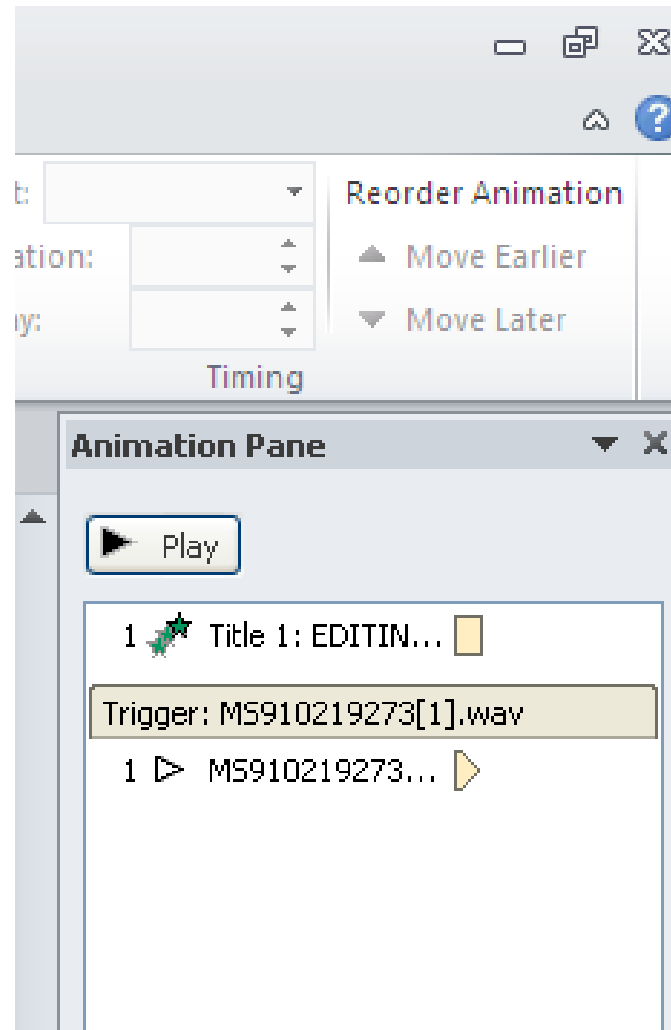 t:
Reorder Animation
ation:
Move Earlier
ay:
Move Later
Timing
Animation Pane
Play
1 Title 1: EDITIN...
Trigger: MS910219273[1].wav
1 MS910219273...